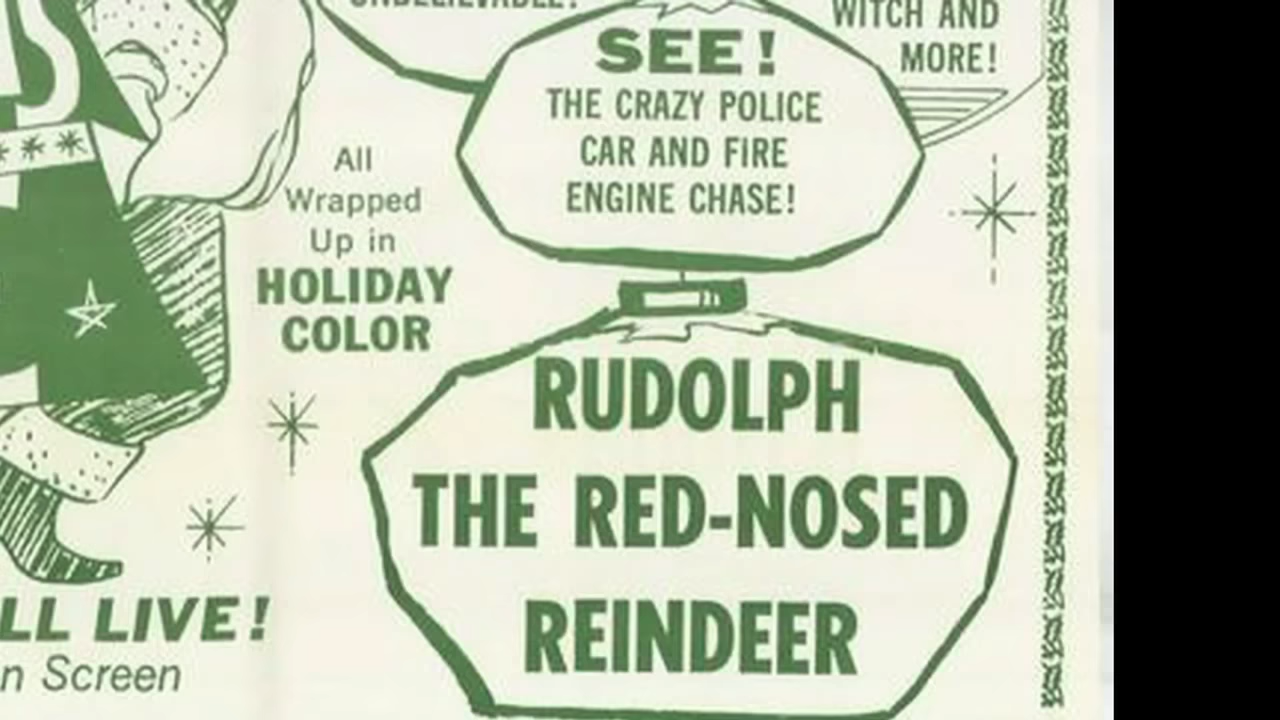 UNBELIEVABLE!
WITCH AND
MORE!
SEE!
THE CRAZY POLICE
CAR AND FIRE
ENGINE CHASE!
All
Wrapped
Up in
HOLIDAY
COLOR
RUDOLPH
THE RED-NOSED
REINDEER
LIVE!
Screen